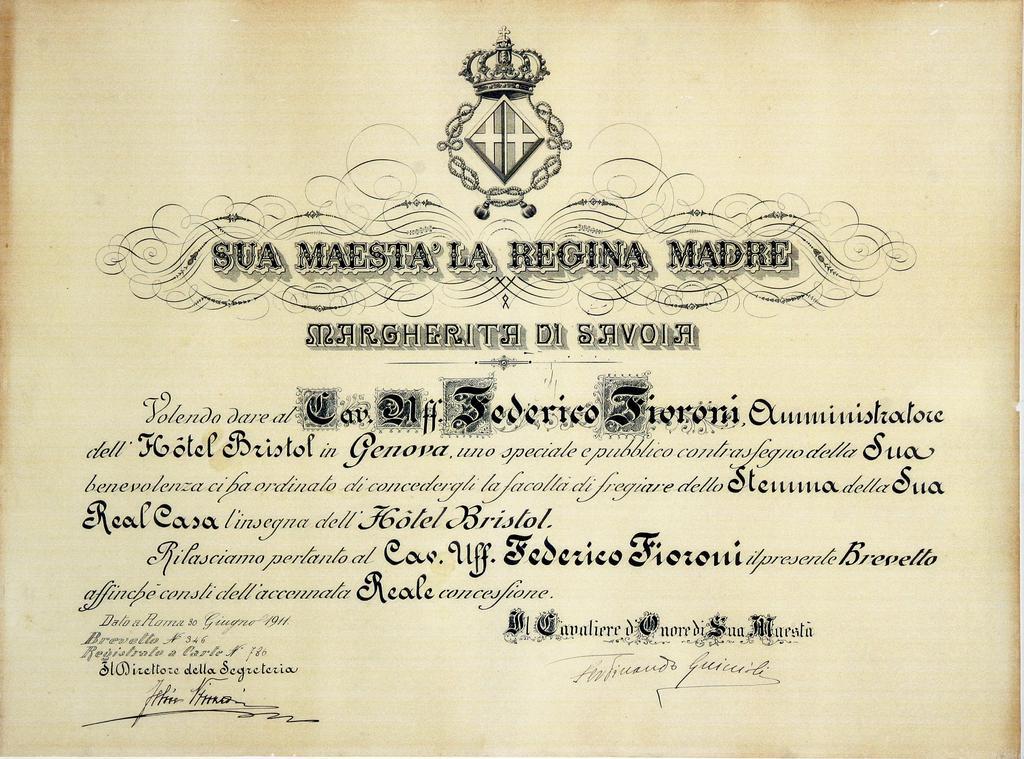 SUA MAESTA' LA REGINA MADRE
MARGHERITA DI SAVOIA
Volendo dare al Cav. Uff. Federico Fioroni, Amministratore
dell' Hôtel Bristol in Genova, uno speciale e pubblico contrassegno della Sua
benevolenza ci ha ordinato di concedergli la facoltà di fregiare dello Stemma della Sua
Real Casa l'insegna dell' Hôtel Bristol.
Rilasciamo pertanto al Cav. Uff. Federico Fioroni il presente Brevetto
affinchè consti dell'accennata Reale concessione.
Dato a Roma 30 Giugno 1911
Brevetto N° 346
Registrato a Carte N° 786
Il Direttore della Segreteria
Il Cavaliere d'Onore di Sua Maestà
Ferdinando